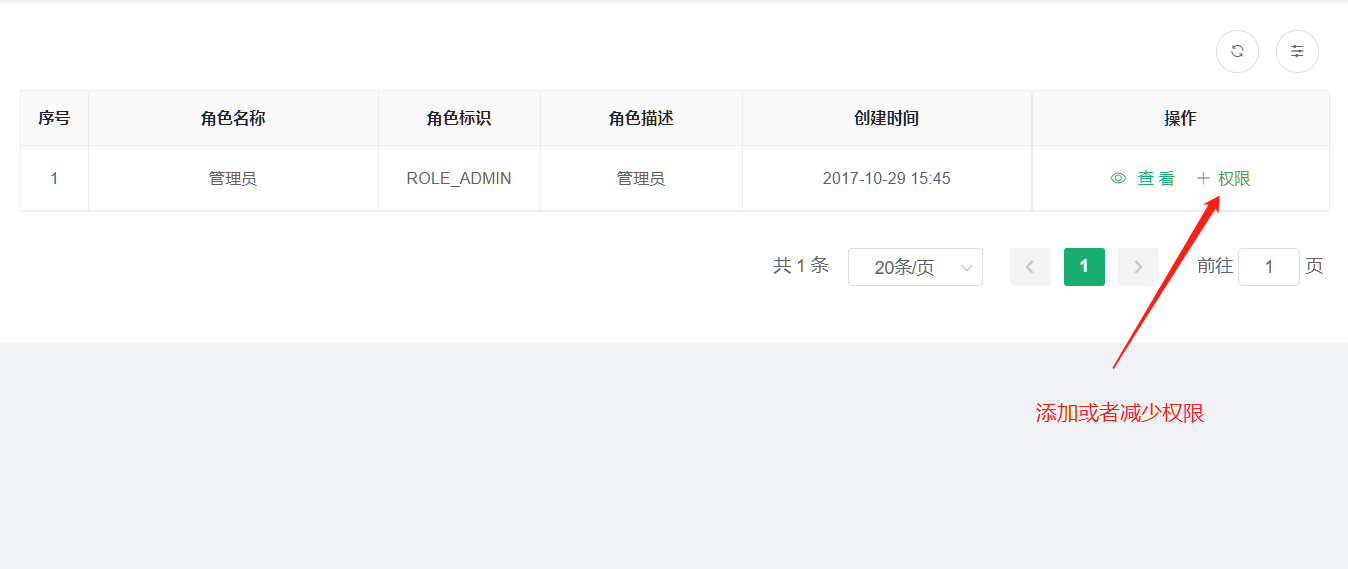 序号 角色名称 角色标识 角色描述 创建时间 操作
1 管理员 ROLE_ADMIN 管理员 2017-10-29 15:45 查 看 权限
共 1 条 20条/页 1 前往 1 页
添加或者减少权限